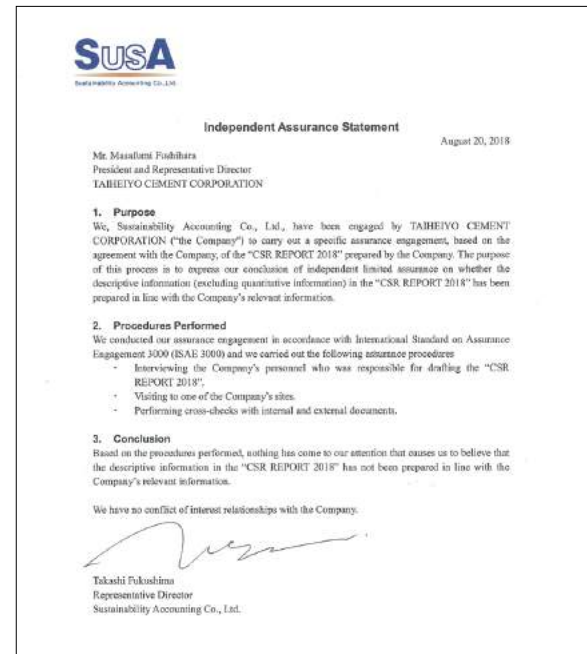 SUSA
Sustainability Accounting Co., Ltd.
Independent Assurance Statement
August 20, 2018
Mr. Masafumi Fushihara
President and Representative Director
TAIHEIYO CEMENT CORPORATION
1. Purpose
We, Sustainability Accounting Co., Ltd., have been engaged by TAIHEIYO CEMENT
CORPORATION (“the Company”) to carry out a specific assurance engagement, based on the
agreement with the Company, of the “CSR REPORT 2018” prepared by the Company. The purpose
of this process is to express our conclusion of independent limited assurance on whether the
descriptive information (excluding quantitative information) in the “CSR REPORT 2018” has been
prepared in line with the Company’s relevant information.
2. Procedures Performed
We conducted our assurance engagement in accordance with International Standard on Assurance
Engagement 3000 (ISAE 3000) and we carried out the following assurance procedures
- Interviewing the Company’s personnel who was responsible for drafting the “CSR
REPORT 2018”.
- Visiting to one of the Company’s sites.
- Performing cross-checks with internal and external documents.
3. Conclusion
Based on the procedures performed, nothing has come to our attention that causes us to believe that
the descriptive information in the “CSR REPORT 2018” has not been prepared in line with the
Company’s relevant information.
We have no conflict of interest relationships with the Company.
Takashi Fukushima
Representative Director
Sustainability Accounting Co., Ltd.